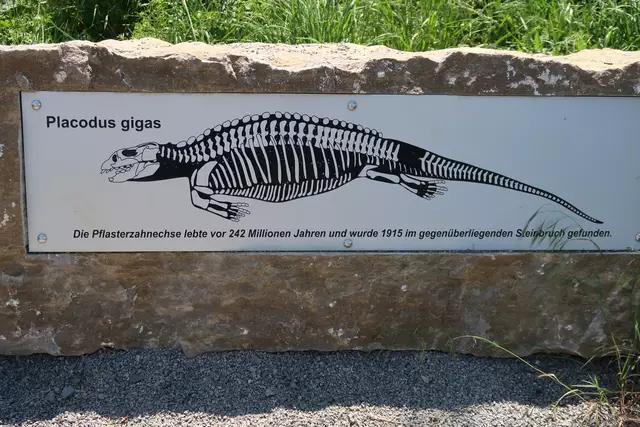 Placodus gigas
Die Pflasterzahnechse lebte vor 242 Millionen Jahren und wurde 1915 im gegenüberliegenden Steinbruch gefunden.